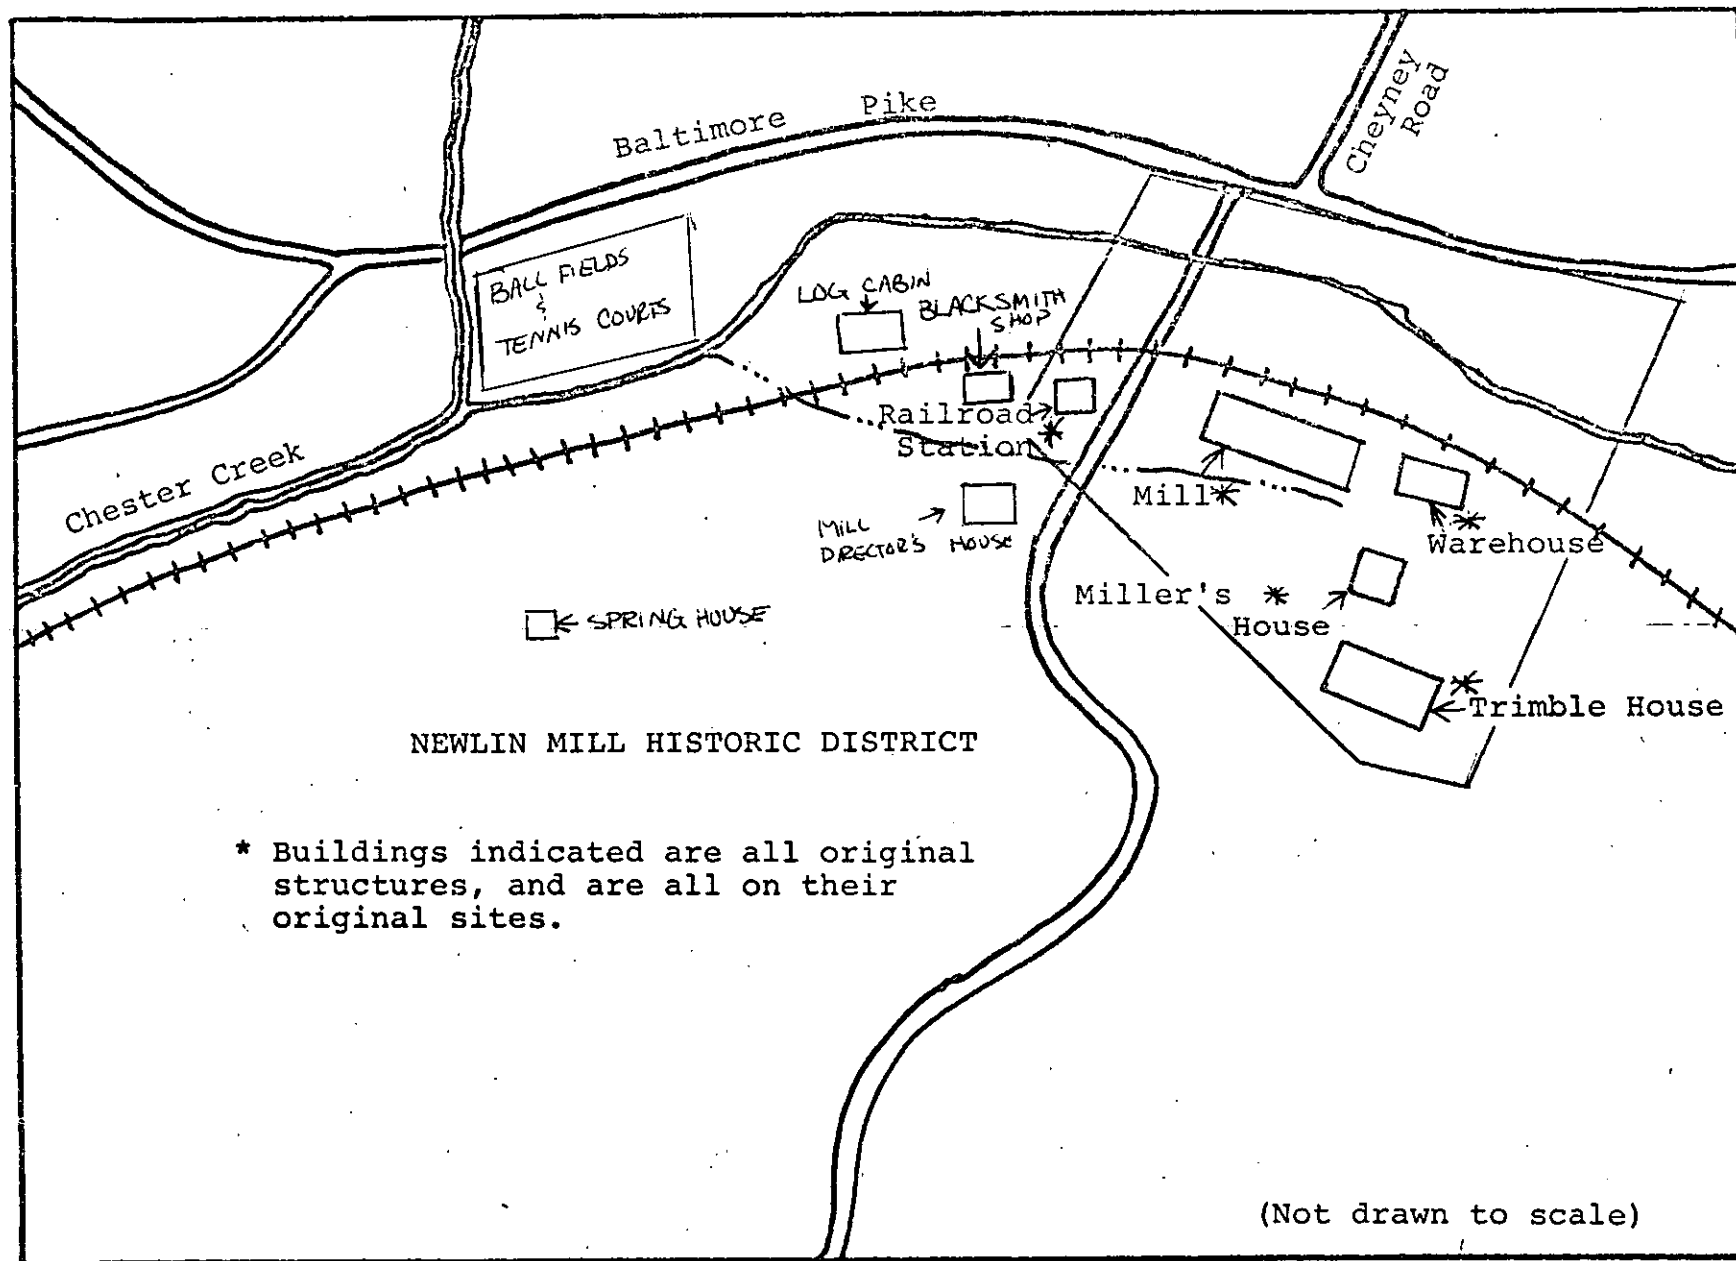 Baltimore Pike
Cheyney
Road
BALL FIELDS
&
TENNIS COURTS
LOG CABIN
BLACKSMITH
SHOP
Railroad
Station *
Chester Creek
Mill*
MILL
DIRECTOR'S HOUSE
* Warehouse
Miller's *
House
SPRING HOUSE
*
Trimble House
NEWLIN MILL HISTORIC DISTRICT
* Buildings indicated are all original
structures, and are all on their
original sites.
(Not drawn to scale)